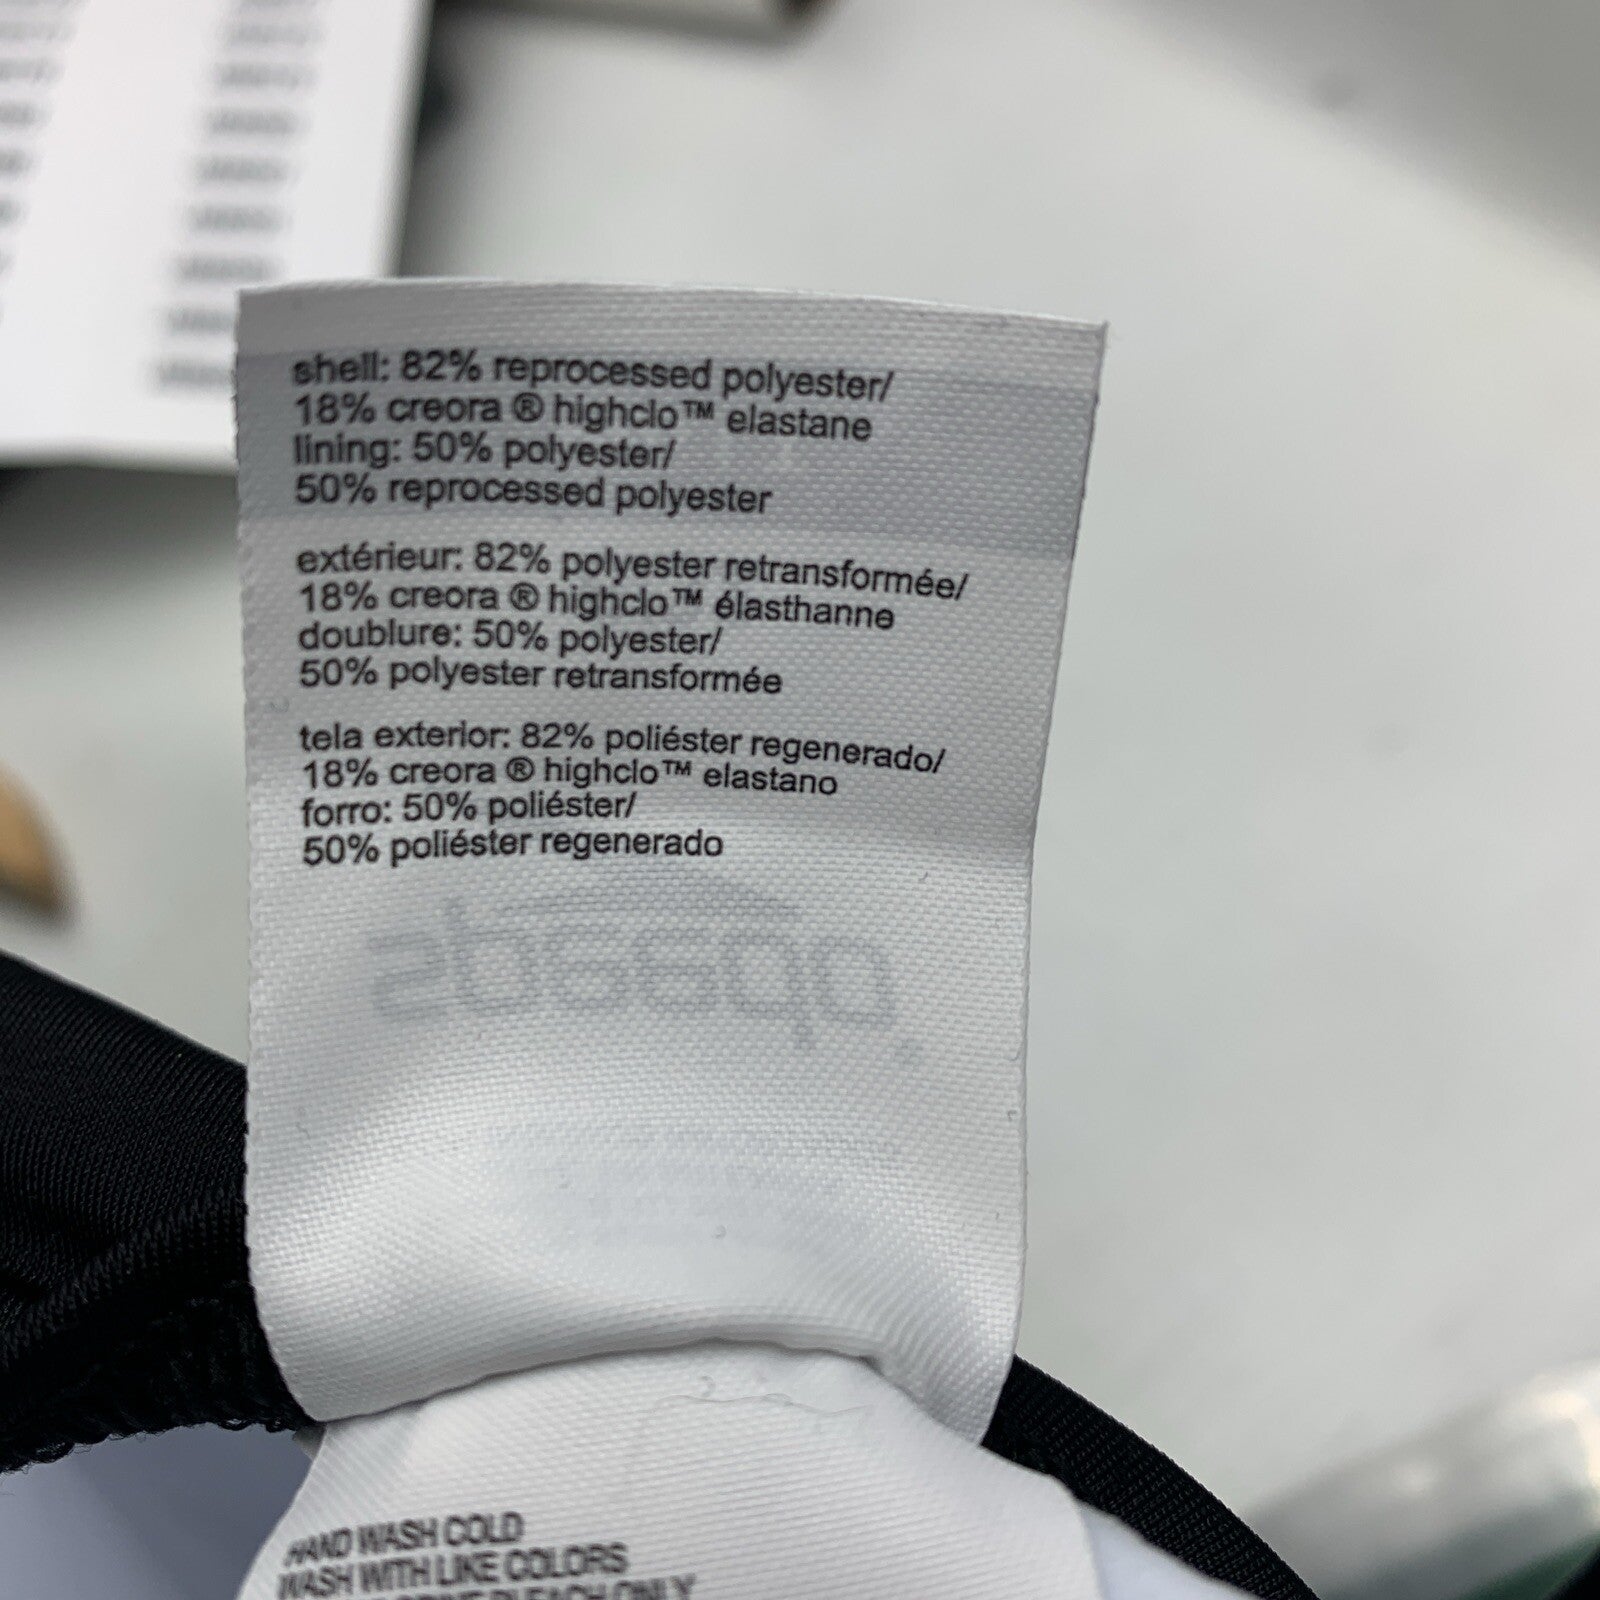 shell: 82% reprocessed polyester/
18% creora ® highclo™ elastane
lining: 50% polyester/
50% reprocessed polyester
extérieur: 82% polyester retransformée/
18% creora ® highclo™ élasthanne
doublure: 50% polyester/
50% polyester retransformée
tela exterior: 82% poliéster regenerado/
18% creora ® highclo™ elastano
forro: 50% poliéster/
50% poliéster regenerado
HAND WASH COLD
WASH WITH LIKE COLORS
BLEACH ONLY